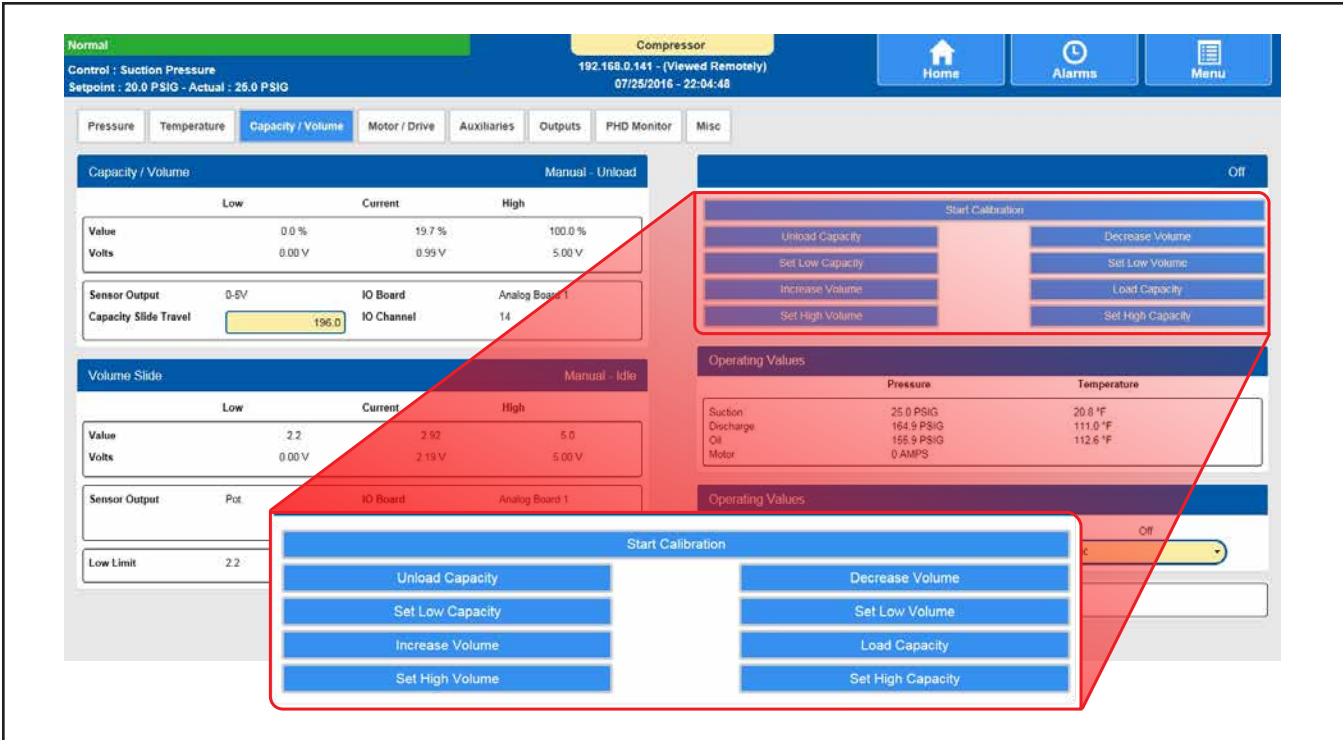 Normal
Compressor
Control : Suction Pressure
192.168.0.141 - (Viewed Remotely)
Setpoint : 20.0 PSIG - Actual : 25.0 PSIG
07/25/2016 - 22:04:48
Home
Alarms
Menu
Pressure Temperature Capacity / Volume Motor / Drive Auxiliaries Outputs PHD Monitor Misc
Capacity / Volume Manual - Unload
Low Current High
Value 0.0 % 19.7 % 100.0 %
Volts 0.00 V 0.99 V 5.00 V
Sensor Output 0-5V IO Board Analog Board 1
Capacity Slide Travel 196.0 IO Channel 14
Volume Slide Manual - Idle
Low Current High
Value 2.2 2.92 5.0
Volts 0.00 V 2.19 V 5.00 V
Sensor Output Pot IO Board Analog Board 1
Low Limit 2.2
Off
Start Calibration
Unload Capacity Decrease Volume
Set Low Capacity Set Low Volume
Increase Volume Load Capacity
Set High Volume Set High Capacity
Operating Values
Pressure Temperature
Suction 25.0 PSIG 20.8 °F
Discharge 164.9 PSIG 111.0 °F
Oil 155.9 PSIG 112.6 °F
Motor 0 AMPS
Operating Values
Off
c
Start Calibration
Unload Capacity Decrease Volume
Set Low Capacity Set Low Volume
Increase Volume Load Capacity
Set High Volume Set High Capacity